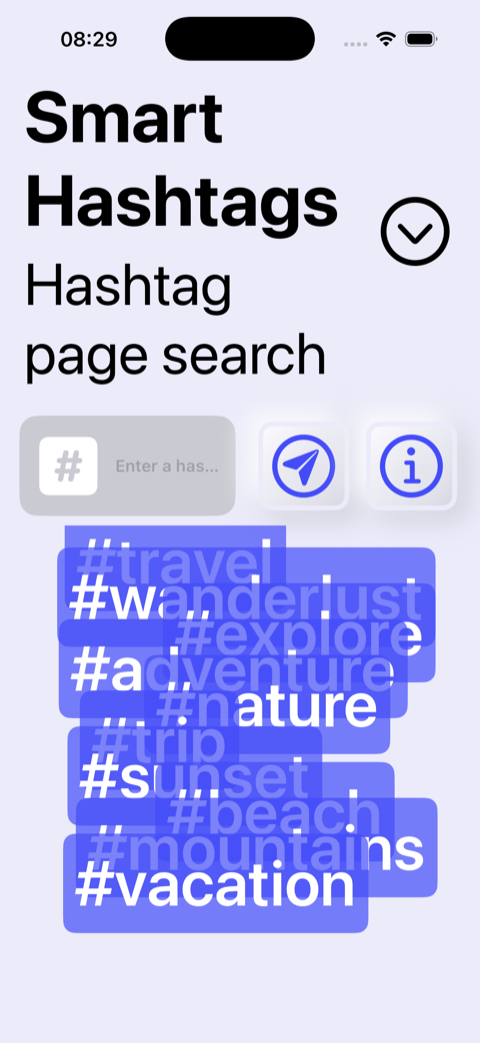 08:29
Smart
Hashtags
Hashtag
page search
# Enter a has...
#travel
#wanderlust
#explore
#adventure
#nature
#trip
#sunset
#beach
#mountains
#vacation